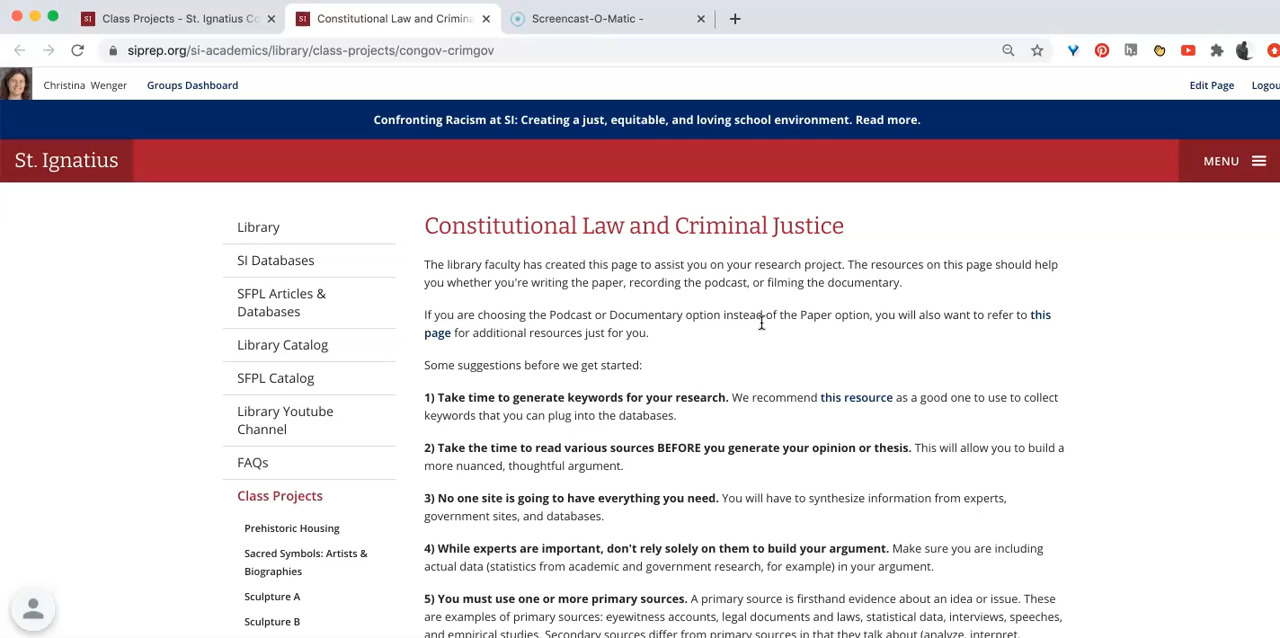 Class Projects - St. Ignatius Co
Constitutional Law and Crimina
Screencast-O-Matic -
siprep.org/si-academics/library/class-projects/congov-crimgov
Christina Wenger
Groups Dashboard
Edit Page
Logou
Confronting Racism at SI: Creating a just, equitable, and loving school environment. Read more.
St. Ignatius
MENU
Library
SI Databases
SFPL Articles &
Databases
Library Catalog
SFPL Catalog
Library Youtube
Channel
FAQs
Class Projects
Prehistoric Housing
Sacred Symbols: Artists &
Biographies
Sculpture A
Sculpture B
Constitutional Law and Criminal Justice
The library faculty has created this page to assist you on your research project. The resources on this page should help
you whether you're writing the paper, recording the podcast, or filming the documentary.
If you are choosing the Podcast or Documentary option instead of the Paper option, you will also want to refer to this
page for additional resources just for you.
Some suggestions before we get started:
1) Take time to generate keywords for your research. We recommend this resource as a good one to use to collect
keywords that you can plug into the databases.
2) Take the time to read various sources BEFORE you generate your opinion or thesis. This will allow you to build a
more nuanced, thoughtful argument.
3) No one site is going to have everything you need. You will have to synthesize information from experts,
government sites, and databases.
4) While experts are important, don't rely solely on them to build your argument. Make sure you are including
actual data (statistics from academic and government research, for example) in your argument.
5) You must use one or more primary sources. A primary source is firsthand evidence about an idea or issue. These
are examples of primary sources: eyewitness accounts, legal documents and laws, statistical data, interviews, speeches,
and empirical studies. Secondary sources differ from primary sources in that they talk about (analyze, interpret,